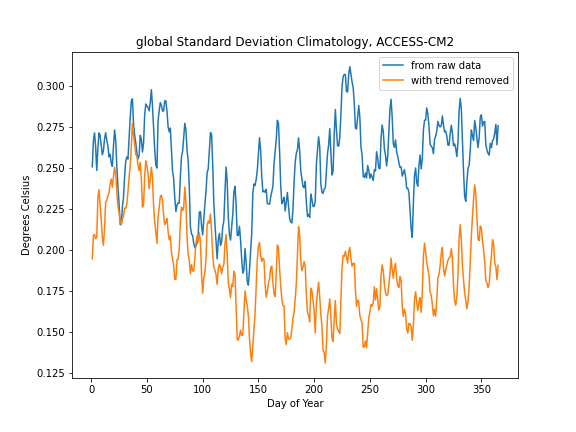 global Standard Deviation Climatology, ACCESS-CM2
from raw data
with trend removed
Degrees Celsius
0.300
0.275
0.250
0.225
0.200
0.175
0.150
0.125
0 50 100 150 200 250 300 350
Day of Year